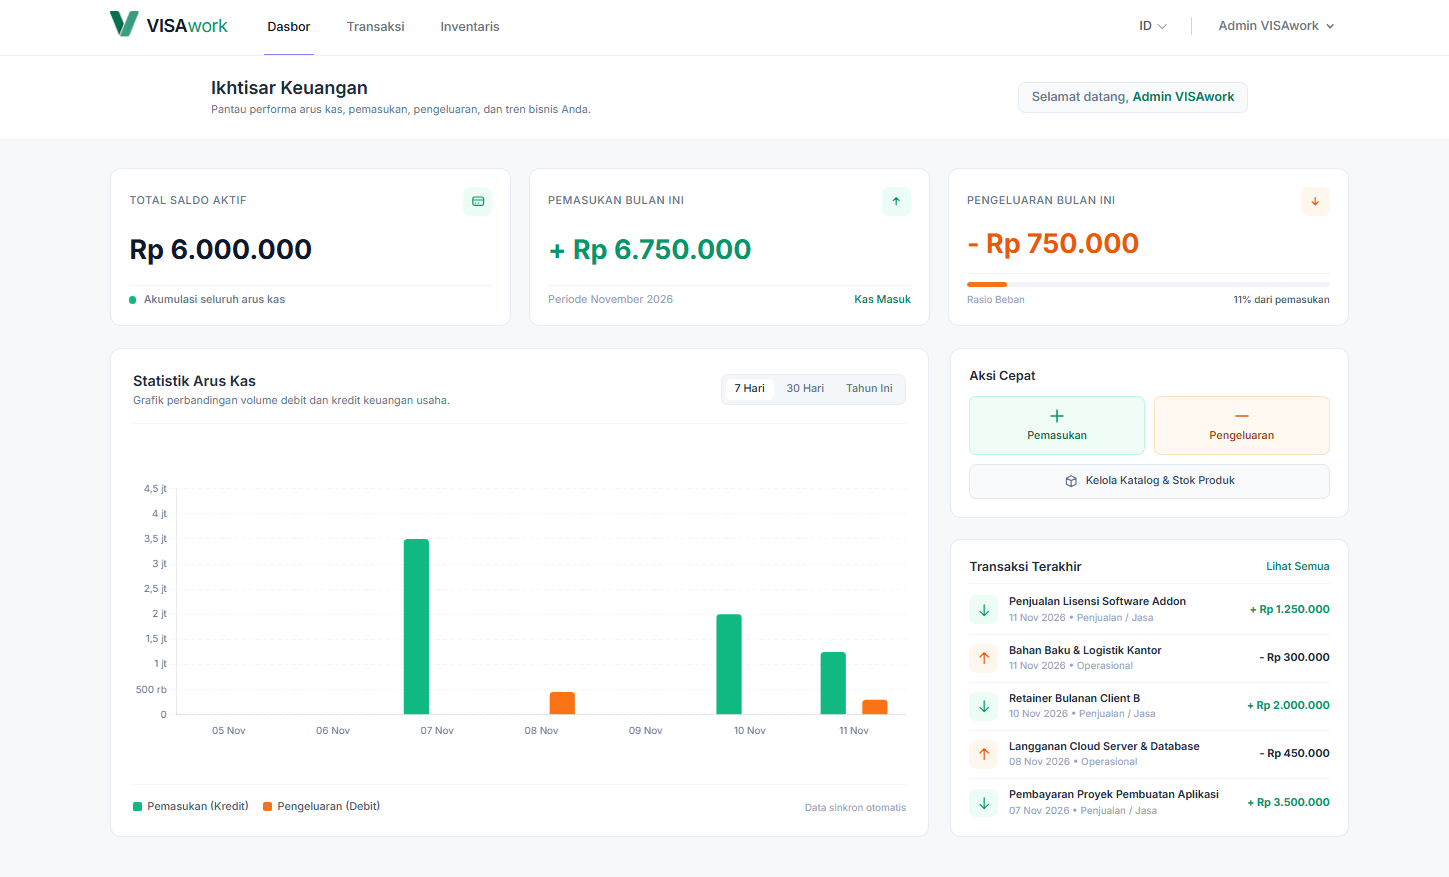 VISAwork
Dasbor
Transaksi
Inventaris
ID
Admin VISAwork
Ikhtisar Keuangan
Pantau performa arus kas, pemasukan, pengeluaran, dan tren bisnis Anda.
Selamat datang, Admin VISAwork
TOTAL SALDO AKTIF
Rp 6.000.000
Akumulasi seluruh arus kas
PEMASUKAN BULAN INI
+ Rp 6.750.000
Periode November 2026
Kas Masuk
PENGELUARAN BULAN INI
- Rp 750.000
Rasio Beban
11% dari pemasukan
Statistik Arus Kas
Grafik perbandingan volume debit dan kredit keuangan usaha.
7 Hari
30 Hari
Tahun Ini
4,5 jt
4 jt
3,5 jt
3 jt
2,5 jt
2 jt
1,5 jt
1 jt
500 rb
0
05 Nov
06 Nov
07 Nov
08 Nov
09 Nov
10 Nov
11 Nov
Pemasukan (Kredit)
Pengeluaran (Debit)
Data sinkron otomatis
Aksi Cepat
Pemasukan
Pengeluaran
Kelola Katalog & Stok Produk
Transaksi Terakhir
Lihat Semua
Penjualan Lisensi Software Addon
11 Nov 2026 • Penjualan / Jasa
+ Rp 1.250.000
Bahan Baku & Logistik Kantor
11 Nov 2026 • Operasional
- Rp 300.000
Retainer Bulanan Client B
10 Nov 2026 • Penjualan / Jasa
+ Rp 2.000.000
Langganan Cloud Server & Database
08 Nov 2026 • Operasional
- Rp 450.000
Pembayaran Proyek Pembuatan Aplikasi
07 Nov 2026 • Penjualan / Jasa
+ Rp 3.500.000